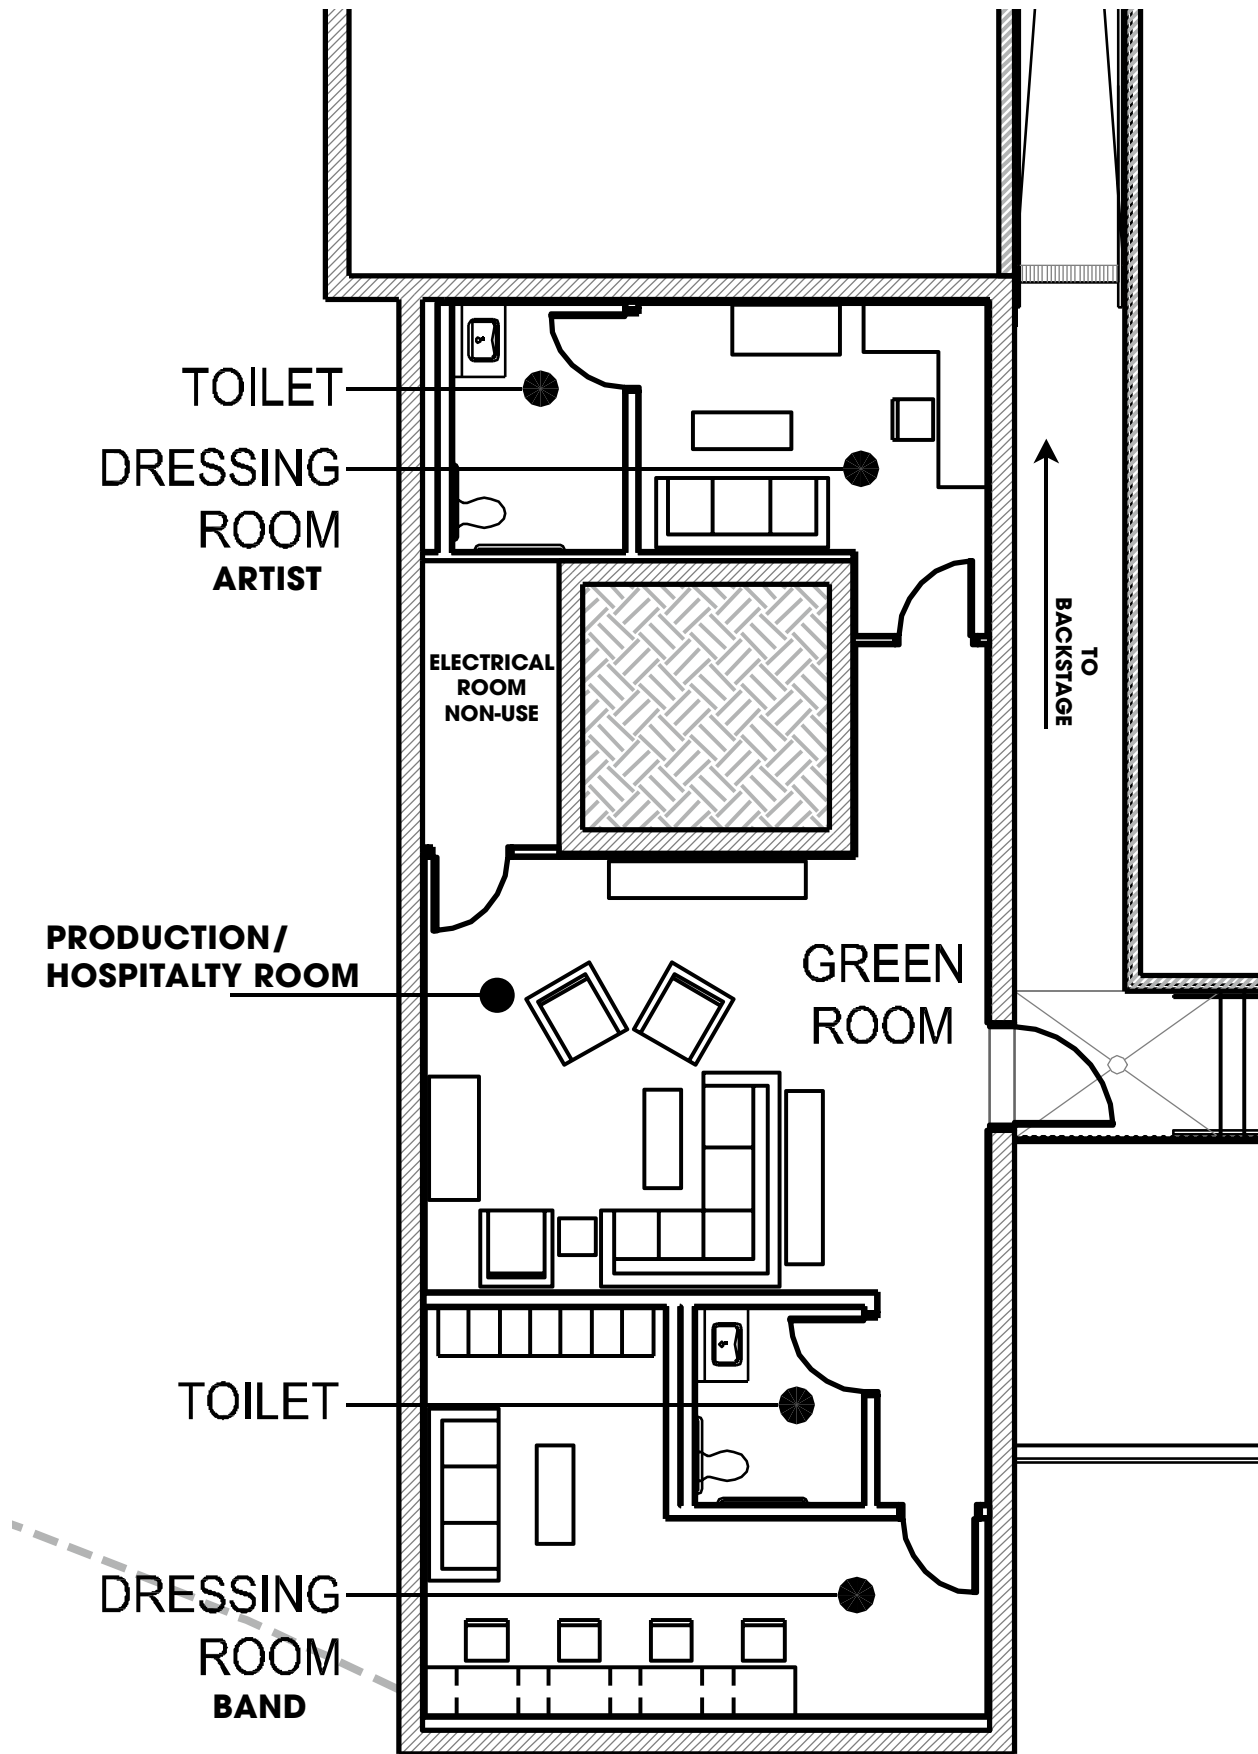 TOILET
DRESSING
ROOM
ARTIST
ELECTRICAL
ROOM
NON-USE
TO
BACKSTAGE
PRODUCTION/
HOSPITALTY ROOM
GREEN
ROOM
TOILET
DRESSING
ROOM
BAND